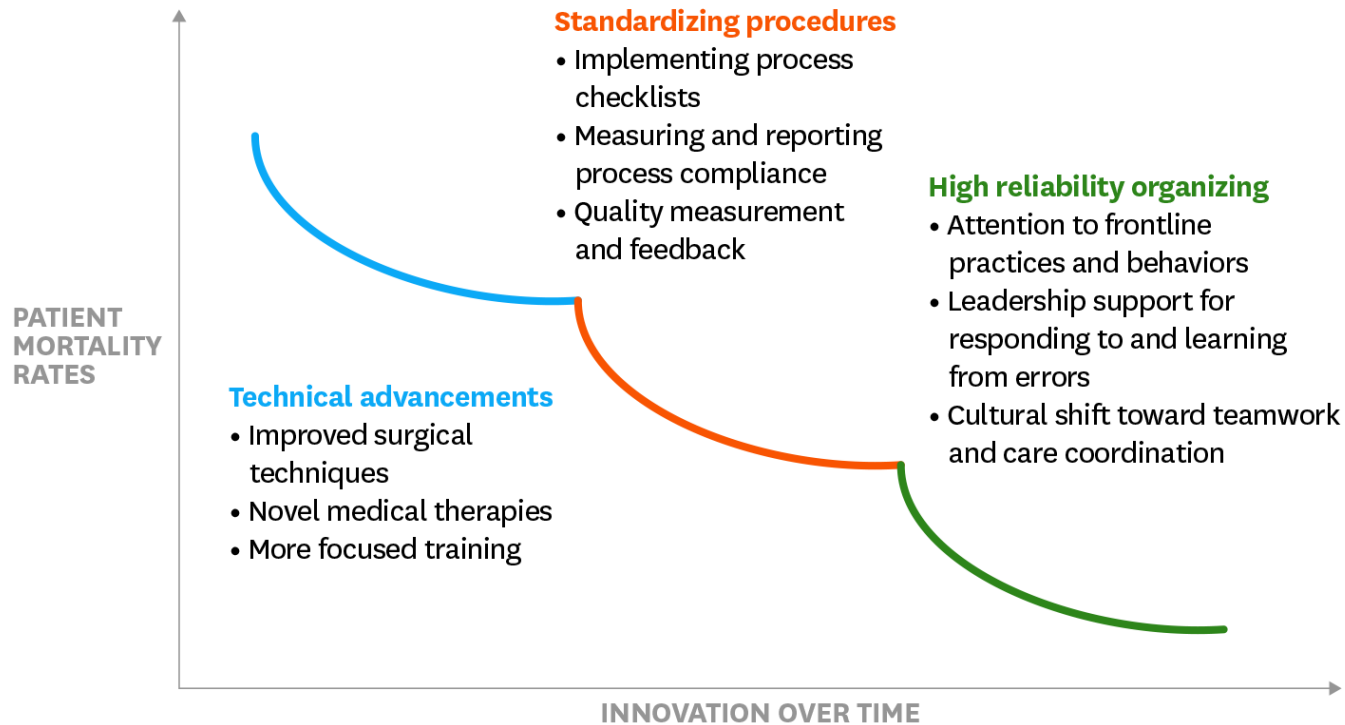 Standardizing procedures
• Implementing process
checklists
• Measuring and reporting
process compliance
• Quality measurement
and feedback
High reliability organizing
• Attention to frontline
practices and behaviors
• Leadership support for
responding to and learning
from errors
• Cultural shift toward teamwork
and care coordination
PATIENT
MORTALITY
RATES
Technical advancements
• Improved surgical
techniques
• Novel medical therapies
• More focused training
INNOVATION OVER TIME